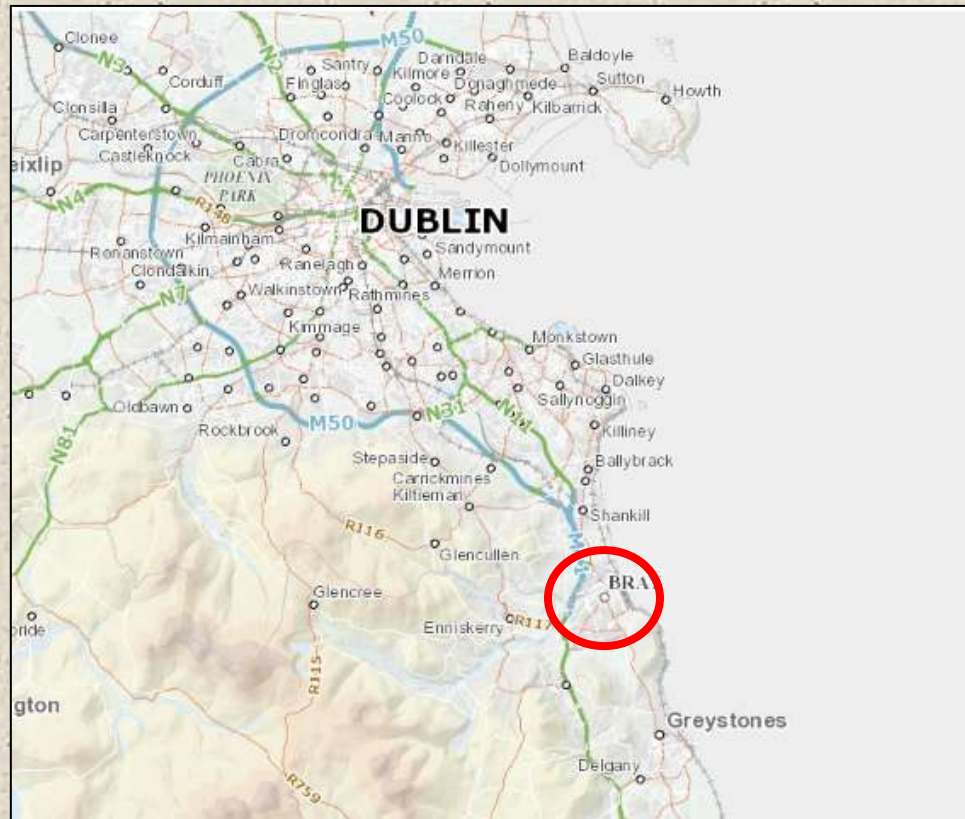 Clonee
N3
Corduff
N2
Santry
M50
Darndale
Baldoyle
Finglas
Kilmore
Donaghmede
Sutton
Howth
Clonsilla
Coolock
Raheny
Kilbarrick
Carpenterstown
Dromcondra
Marino
Killester
Castleknock
Cabra
Dollymount
eixlip
PHOENIX
PARK
N4
R148
DUBLIN
Kilmainham
Sandymount
Ronanstown
Ranelagh
Merrion
Clondalkin
N7
Walkinstown
Rathmines
Kimmage
Monkstown
Glasthule
Dalkey
Sallynoggin
Oldbawn
M50
N31
N11
Killiney
N81
Rockbrook
Stepaside
Ballybrack
Carrickmines
Kiltiernan
Shankill
R116
Glencullen
BRA
Glencree
Enniskerry
R117
oride
R115
gton
Greystones
Delgany
R759